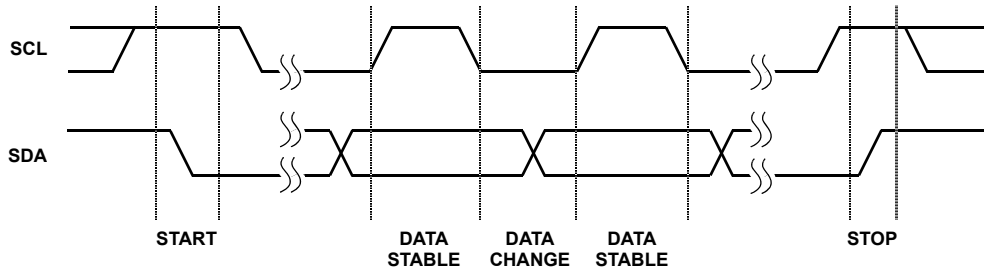 SCL
SDA
START
DATA
STABLE
DATA
CHANGE
DATA
STABLE
STOP